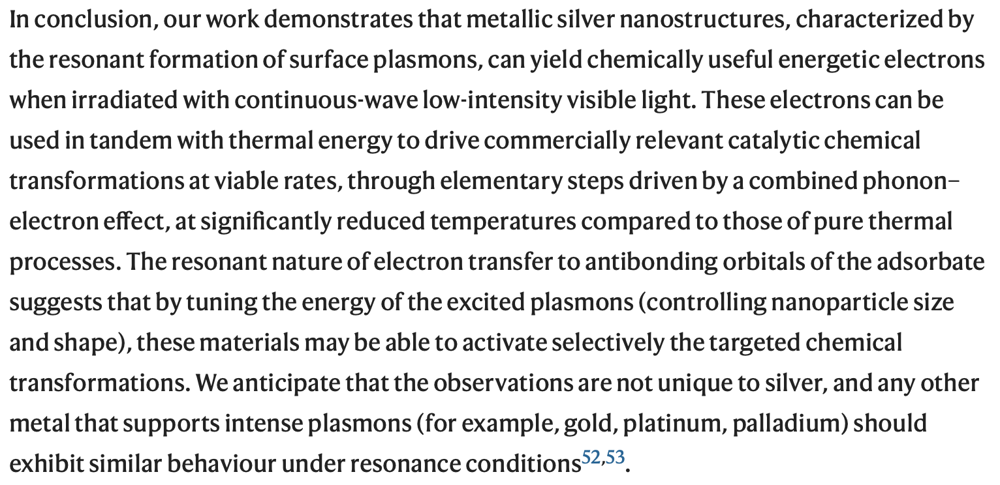 In conclusion, our work demonstrates that metallic silver nanostructures, characterized by
the resonant formation of surface plasmons, can yield chemically useful energetic electrons
when irradiated with continuous-wave low-intensity visible light. These electrons can be
used in tandem with thermal energy to drive commercially relevant catalytic chemical
transformations at viable rates, through elementary steps driven by a combined phonon–
electron effect, at significantly reduced temperatures compared to those of pure thermal
processes. The resonant nature of electron transfer to antibonding orbitals of the adsorbate
suggests that by tuning the energy of the excited plasmons (controlling nanoparticle size
and shape), these materials may be able to activate selectively the targeted chemical
transformations. We anticipate that the observations are not unique to silver, and any other
metal that supports intense plasmons (for example, gold, platinum, palladium) should
exhibit similar behaviour under resonance conditions52,53.